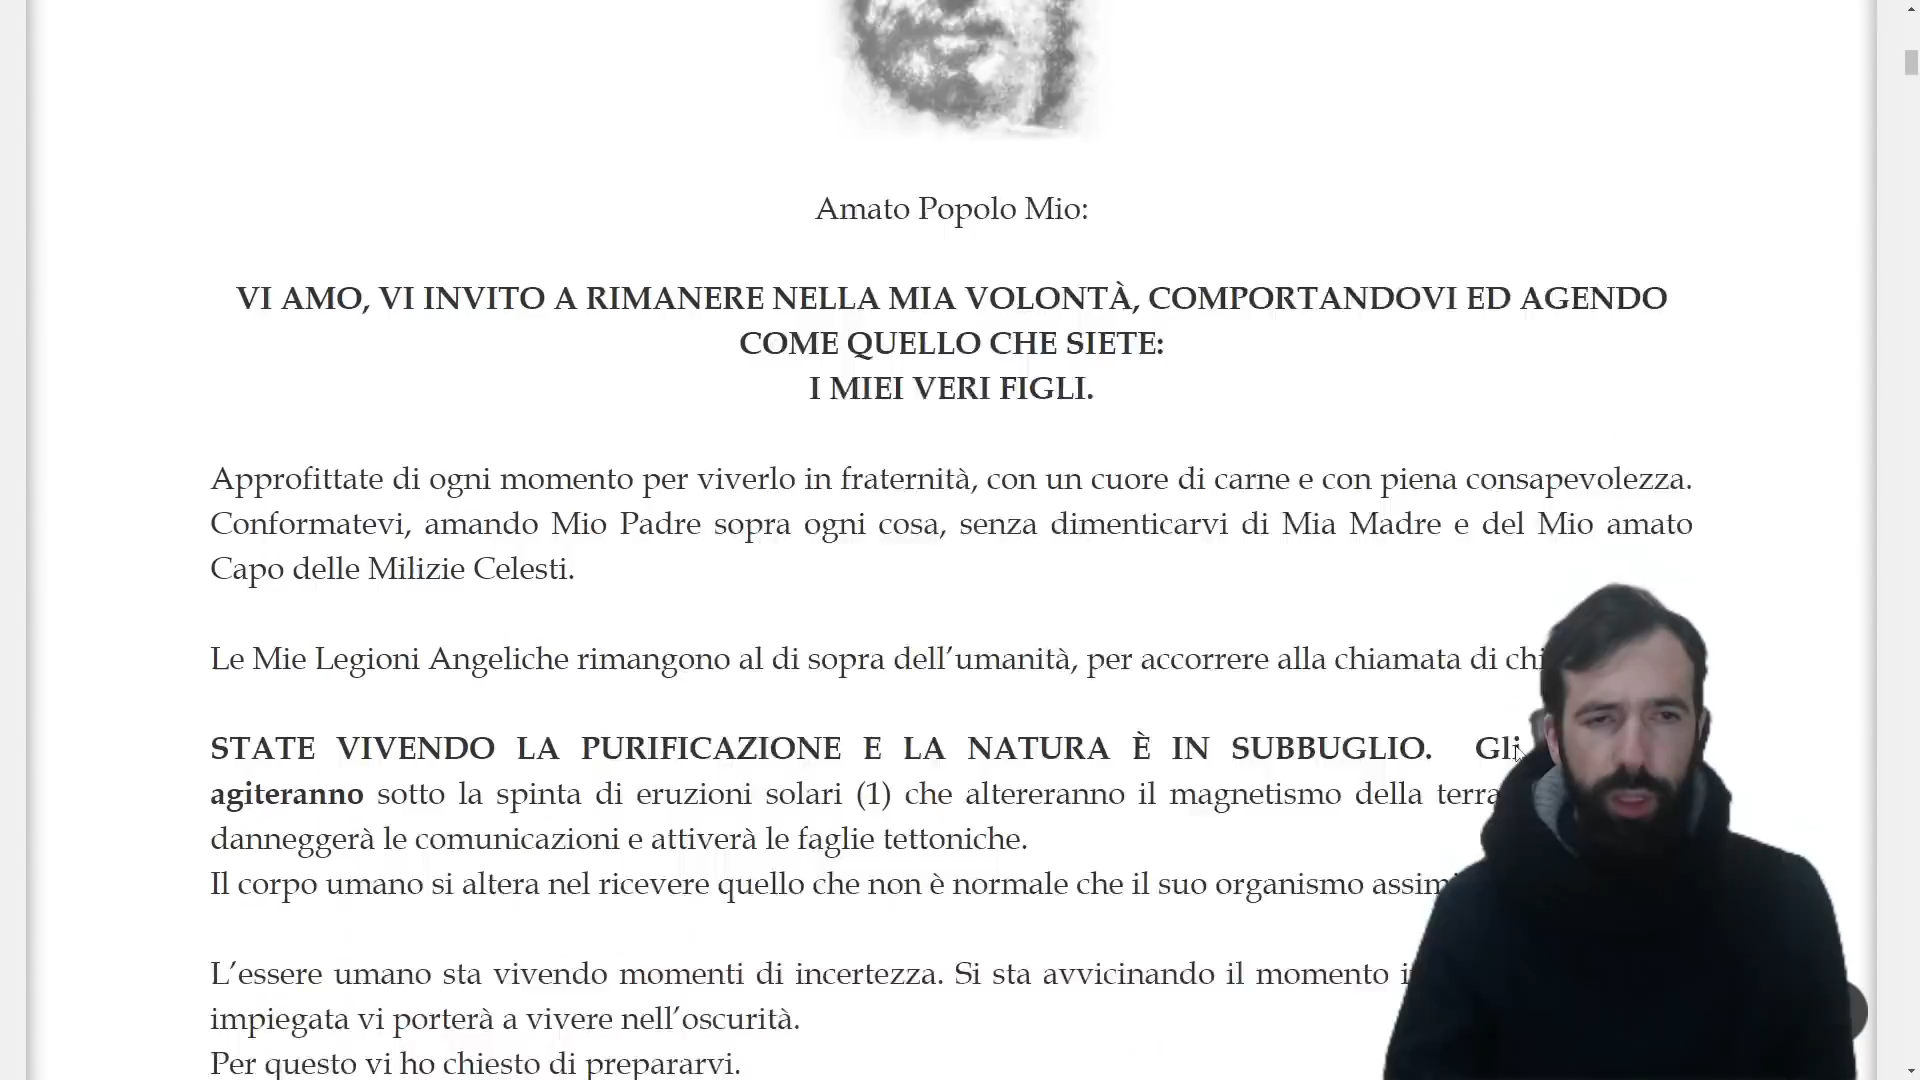 Amato Popolo Mio:
VI AMO, VI INVITO A RIMANERE NELLA MIA VOLONTÀ, COMPORTANDOVI ED AGENDO
COME QUELLO CHE SIETE:
I MIEI VERI FIGLI.
Approfittate di ogni momento per viverlo in fraternità, con un cuore di carne e con piena consapevolezza.
Conformatevi, amando Mio Padre sopra ogni cosa, senza dimenticarvi di Mia Madre e del Mio amato
Capo delle Milizie Celesti.
Le Mie Legioni Angeliche rimangono al di sopra dell’umanità, per accorrere alla chiamata di
STATE VIVENDO LA PURIFICAZIONE E LA NATURA È IN SUBBUGLIO. Gli
agiteranno sotto la spinta di eruzioni solari (1) che altereranno il magnetismo della terra
danneggerà le comunicazioni e attiverà le faglie tettoniche.
Il corpo umano si altera nel ricevere quello che non è normale che il suo organismo
L’essere umano sta vivendo momenti di incertezza. Si sta avvicinando il momento
impiegata vi porterà a vivere nell’oscurità.
Per questo vi ho chiesto di prepararvi.